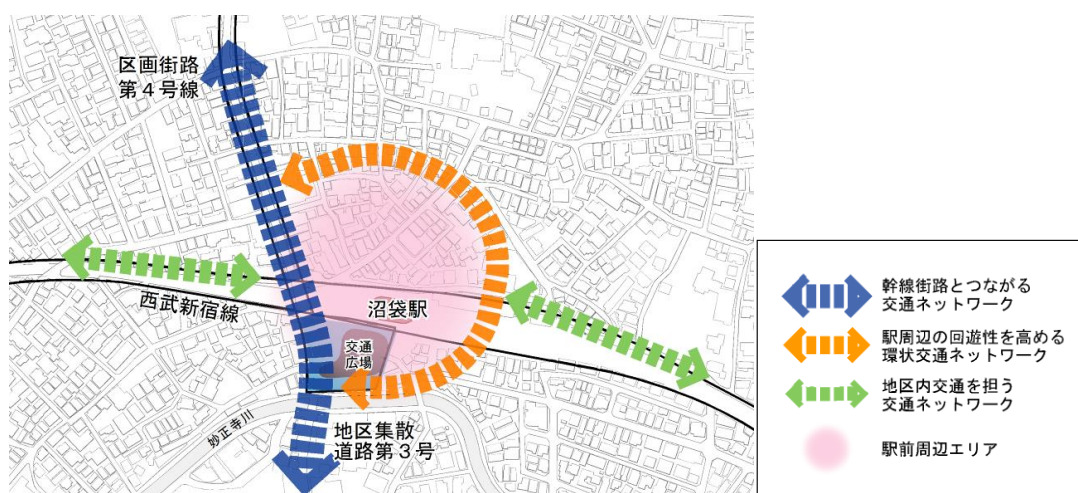 区画街路
第４号線
西武新宿線
沼袋駅
交通
広場
妙正寺川
地区集散
道路第３号
幹線街路とつながる
交通ネットワーク
駅周辺の回遊性を高める
環状交通ネットワーク
地区内交通を担う
交通ネットワーク
駅前周辺エリア